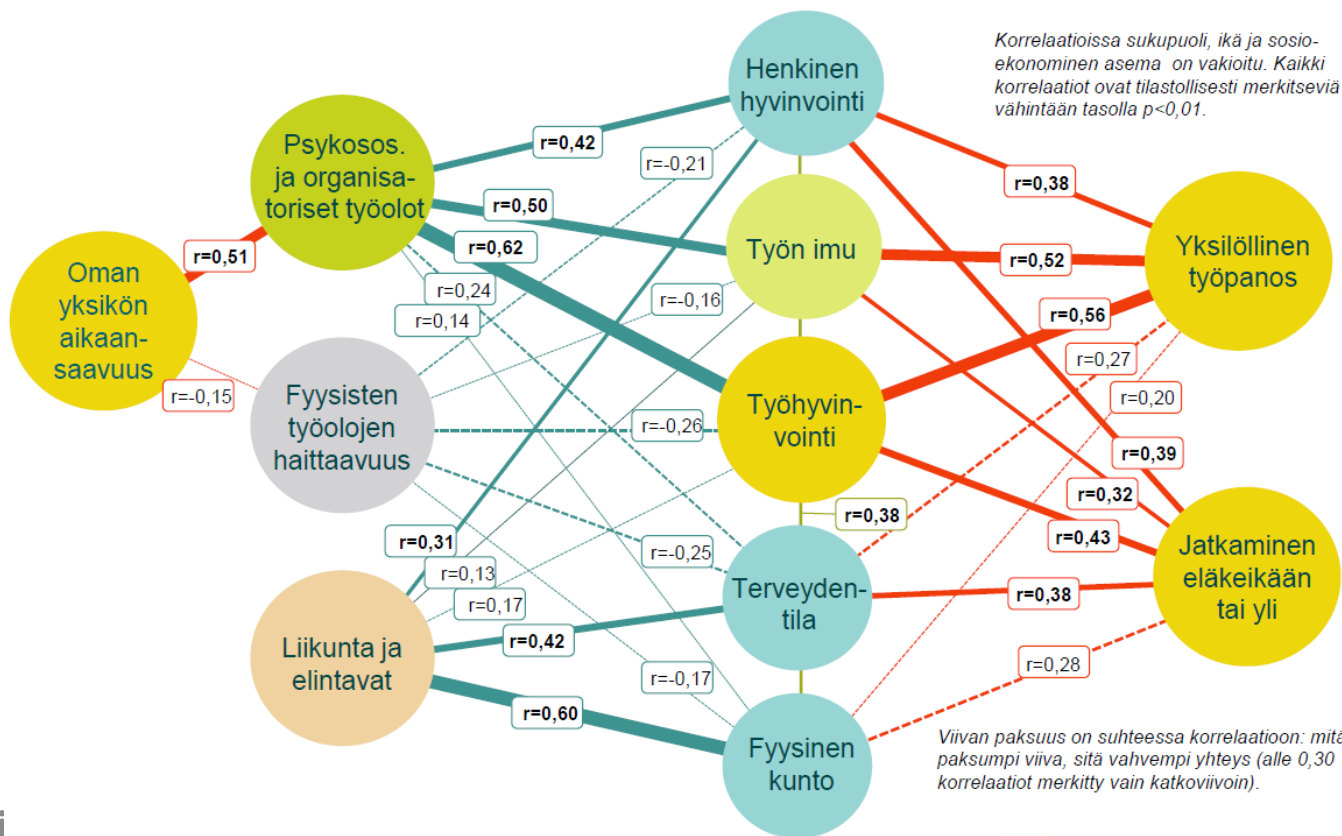 Korrelaatioissa sukupuoli, ikä ja sosio-
ekonominen asema on vakioitu. Kaikki
korrelaatiot ovat tilastollisesti merkitseviä
vähintään tasolla p<0,01.
Henkinen
hyvinvointi
Psykosos.
ja organisa-
toriset työolot
r=0,42
r=-0,21
r=0,38
r=0,50
r=0,62
Työn imu
r=0,52
Yksilöllinen
työpanos
r=0,51
Oman
yksikön
aikaan-
saavuus
r=0,24
r=0,14
r=-0,16
r=0,56
r=0,27
r=-0,15
Fyysisten
työolojen
haittaavuus
r=-0,26
Työhyvin-
vointi
r=0,20
r=0,39
r=0,32
r=0,38
r=0,43
r=0,31
r=-0,25
r=0,13
r=0,17
Terveyden-
tila
r=0,38
Jatkaminen
eläkeikään
tai yli
Liikunta ja
elintavat
r=0,42
r=-0,17
r=0,28
r=0,60
Fyysinen
kunto
Viivan paksuus on suhteessa korrelaatioon: mitä
paksumpi viiva, sitä vahvempi yhteys (alle 0,30
korrelaatiot merkitty vain katkoviivoin).
i